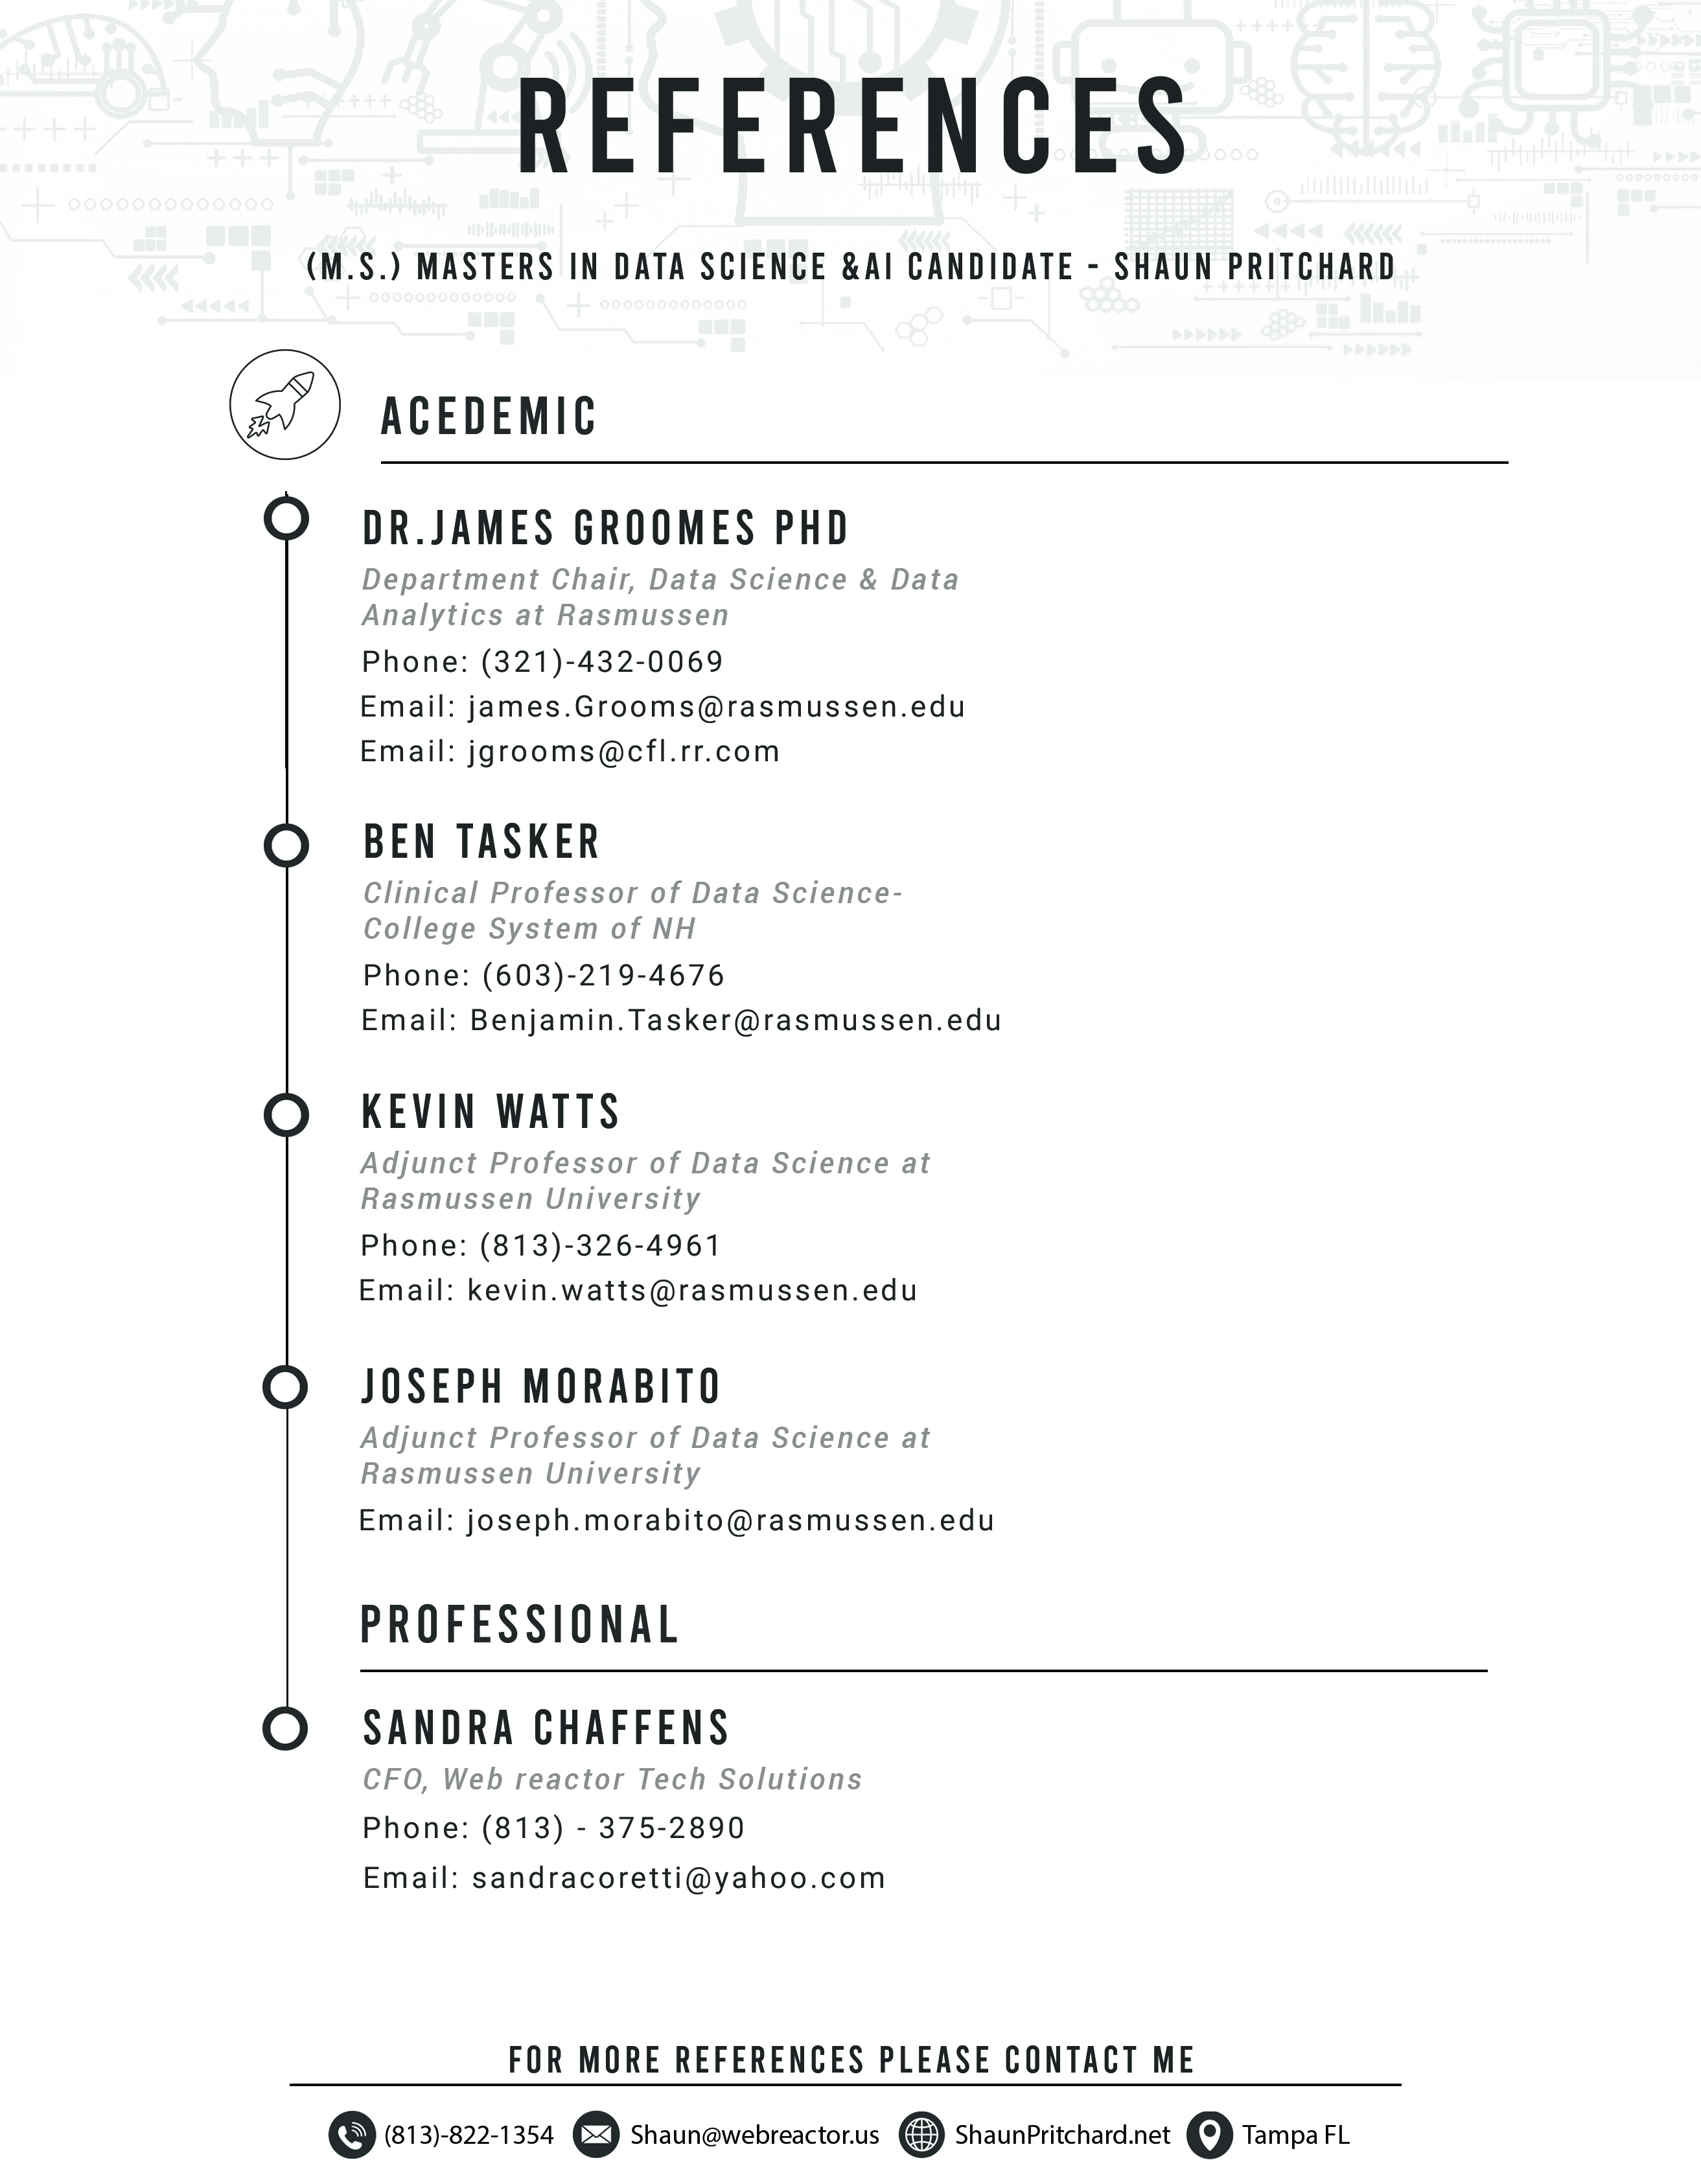 REFERENCES
(M.S.) MASTERS IN DATA SCIENCE &AI CANDIDATE - SHAUN PRITCHARD
ACEDEMIC
DR.JAMES GROOMES PHD
Department Chair, Data Science & Data
Analytics at Rasmussen
Phone: (321)-432-0069
Email: james.Grooms@rasmussen.edu
Email: jgrooms@cfl.rr.com
BEN TASKER
Clinical Professor of Data Science-
College System of NH
Phone: (603)-219-4676
Email: Benjamin.Tasker@rasmussen.edu
KEVIN WATTS
Adjunct Professor of Data Science at
Rasmussen University
Phone: (813)-326-4961
Email: kevin.watts@rasmussen.edu
JOSEPH MORABITO
Adjunct Professor of Data Science at
Rasmussen University
Email: joseph.morabito@rasmussen.edu
PROFESSIONAL
SANDRA CHAFFENS
CFO, Web reactor Tech Solutions
Phone: (813) - 375-2890
Email: sandracoretti@yahoo.com
FOR MORE REFERENCES PLEASE CONTACT ME
(813)-822-1354 Shaun@webreactor.us ShaunPritchard.net Tampa FL